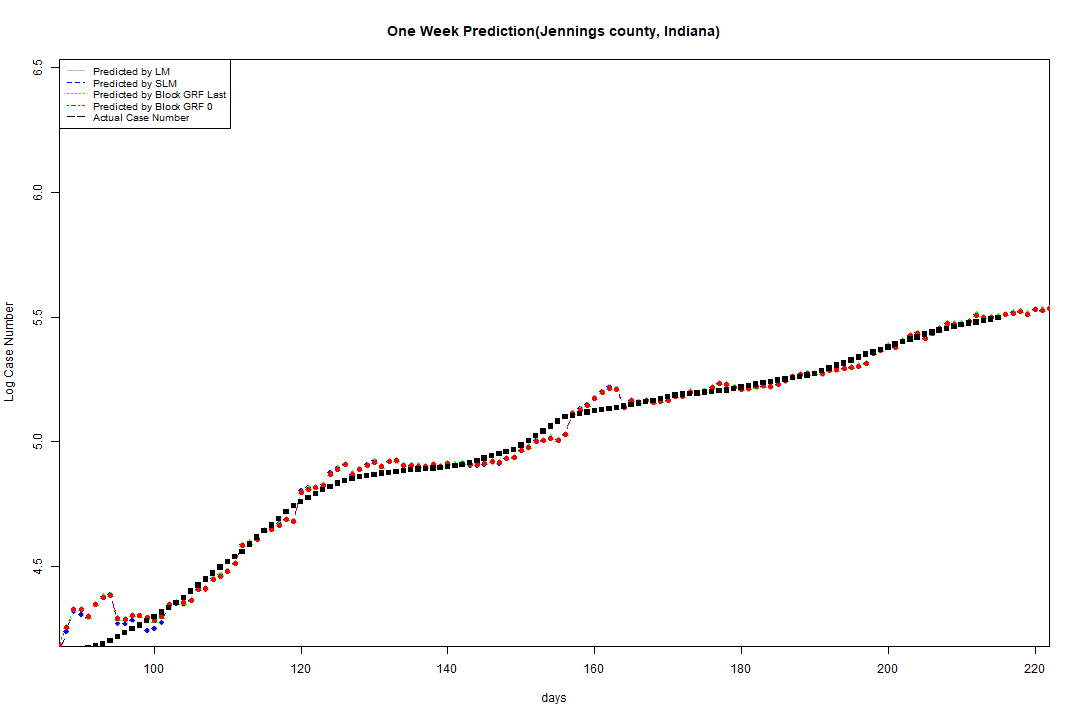 One Week Prediction(Jennings county, Indiana)
Predicted by LM
Predicted by SLM
Predicted by Block GRF Last
Predicted by Block GRF 0
Actual Case Number
6.5
6.0
5.5
5.0
4.5
Log Case Number
100 120 140 160 180 200 220
days